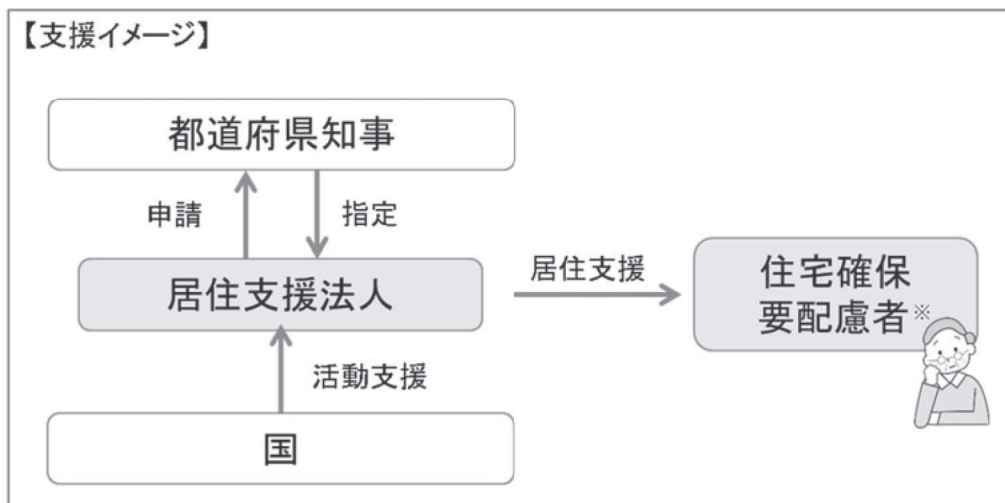 【支援イメージ】
都道府県知事
申請
指定
居住支援法人
居住支援
住宅確保
要配慮者※
活動支援
国